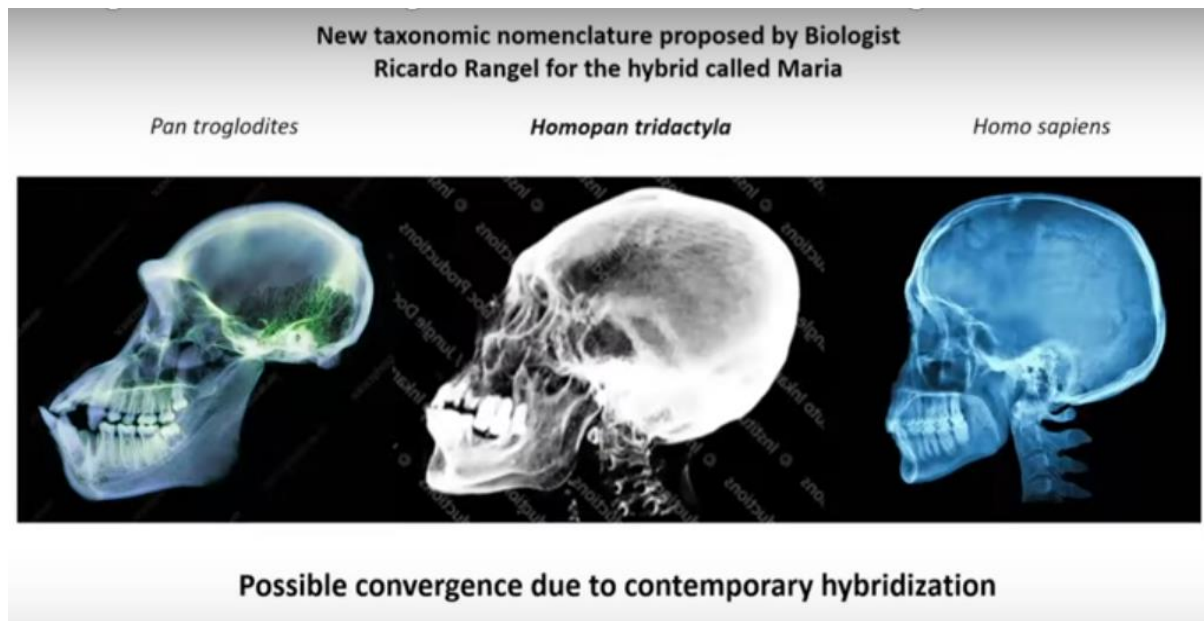 New taxonomic nomenclature proposed by Biologist
Ricardo Rangel for the hybrid called Maria
Pan troglodites
Homopan tridactyla
Homo sapiens
Possible convergence due to contemporary hybridization